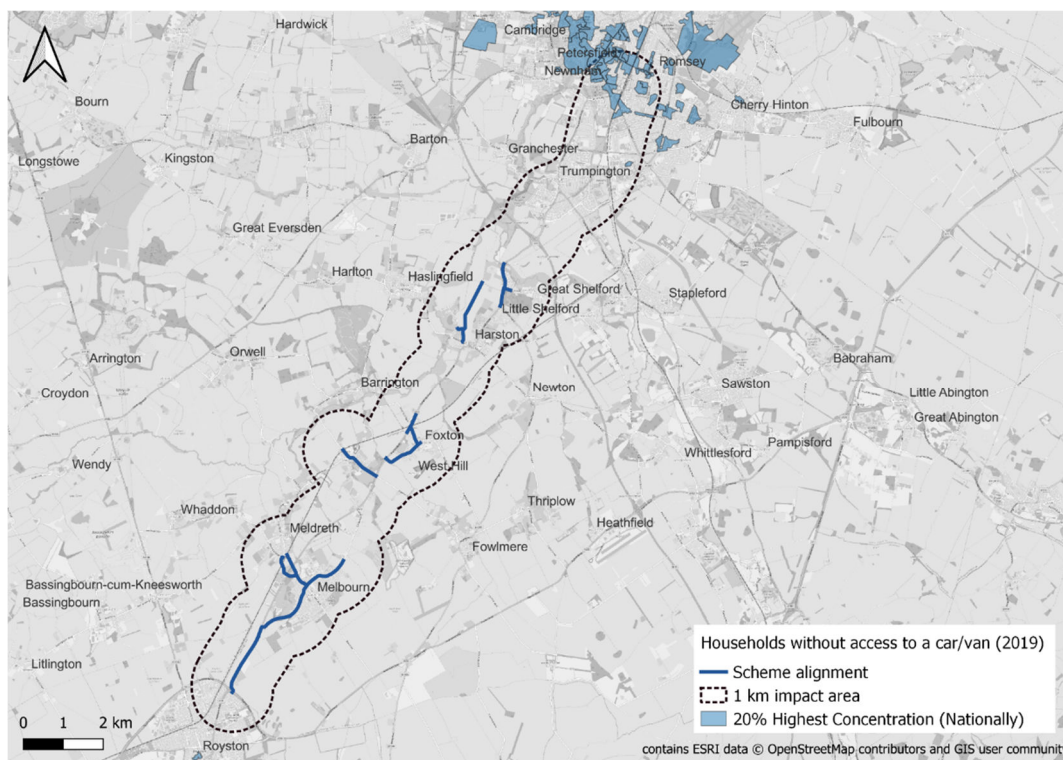 Hardwick
Cambridge
Petersfield
Romsey
Newnham
Bourn
Cherry Hinton
Fulbourn
Barton
Granchester
Longstowe
Kingston
Trumpington
Great Eversden
Harlton
Haslingfield
Great Shelford
Stapleford
Little Shelford
Harston
Arrington
Orwell
Babraham
Barrington
Newton
Sawston
Croydon
Little Abington
Great Abington
Foxton
Pampisford
Wendy
West Hill
Whittlesford
Whaddon
Thriplow
Meldreth
Heathfield
Fowlmere
Bassingbourn-cum-Kneesworth
Melbourn
Bassingbourn
Litlington
Royston
0 1 2 km
Households without access to a car/van (2019)
Scheme alignment
1 km impact area
20% Highest Concentration (Nationally)
contains ESRI data © OpenStreetMap contributors and GIS user communit